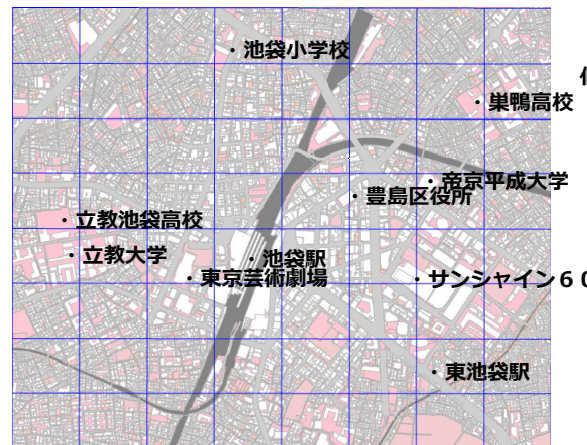 ・池袋小学校
・巣鴨高校
・帝京平成大学
・豊島区役所
・立教池袋高校
・立教大学
・池袋駅
・東京芸術劇場
・サンシャイン６０
・東池袋駅